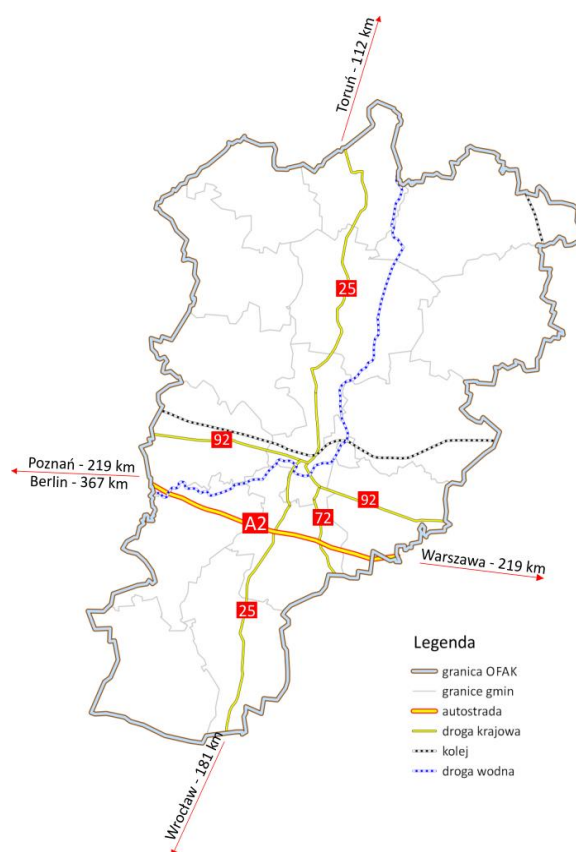 Toruń - 112 km
25
92
Poznań - 219 km
Berlin - 367 km
92
A2
72
Warszawa - 219 km
25
Legenda
granica OFAK
granice gmin
autostrada
droga krajowa
kolej
droga wodna
Wrocław - 181 km